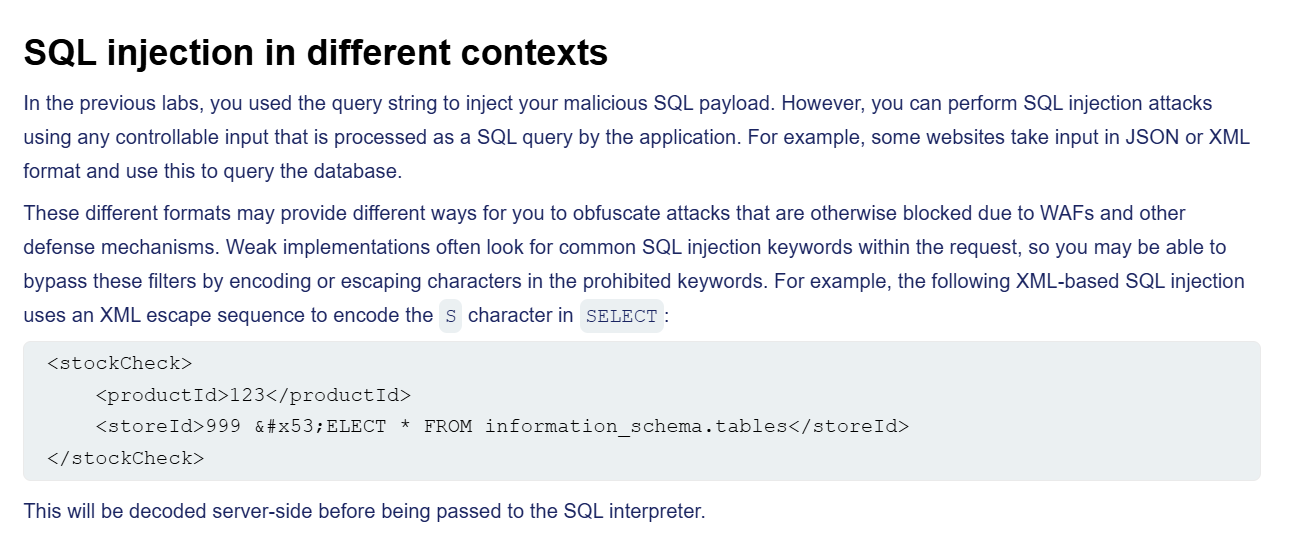 SQL injection in different contexts
In the previous labs, you used the query string to inject your malicious SQL payload. However, you can perform SQL injection attacks
using any controllable input that is processed as a SQL query by the application. For example, some websites take input in JSON or XML
format and use this to query the database.
These different formats may provide different ways for you to obfuscate attacks that are otherwise blocked due to WAFs and other
defense mechanisms. Weak implementations often look for common SQL injection keywords within the request, so you may be able to
bypass these filters by encoding or escaping characters in the prohibited keywords. For example, the following XML-based SQL injection
uses an XML escape sequence to encode the S character in SELECT:
<stockCheck>
    <productId>123</productId>
    <storeId>999 &#x53;ELECT * FROM information_schema.tables</storeId>
</stockCheck>
This will be decoded server-side before being passed to the SQL interpreter.